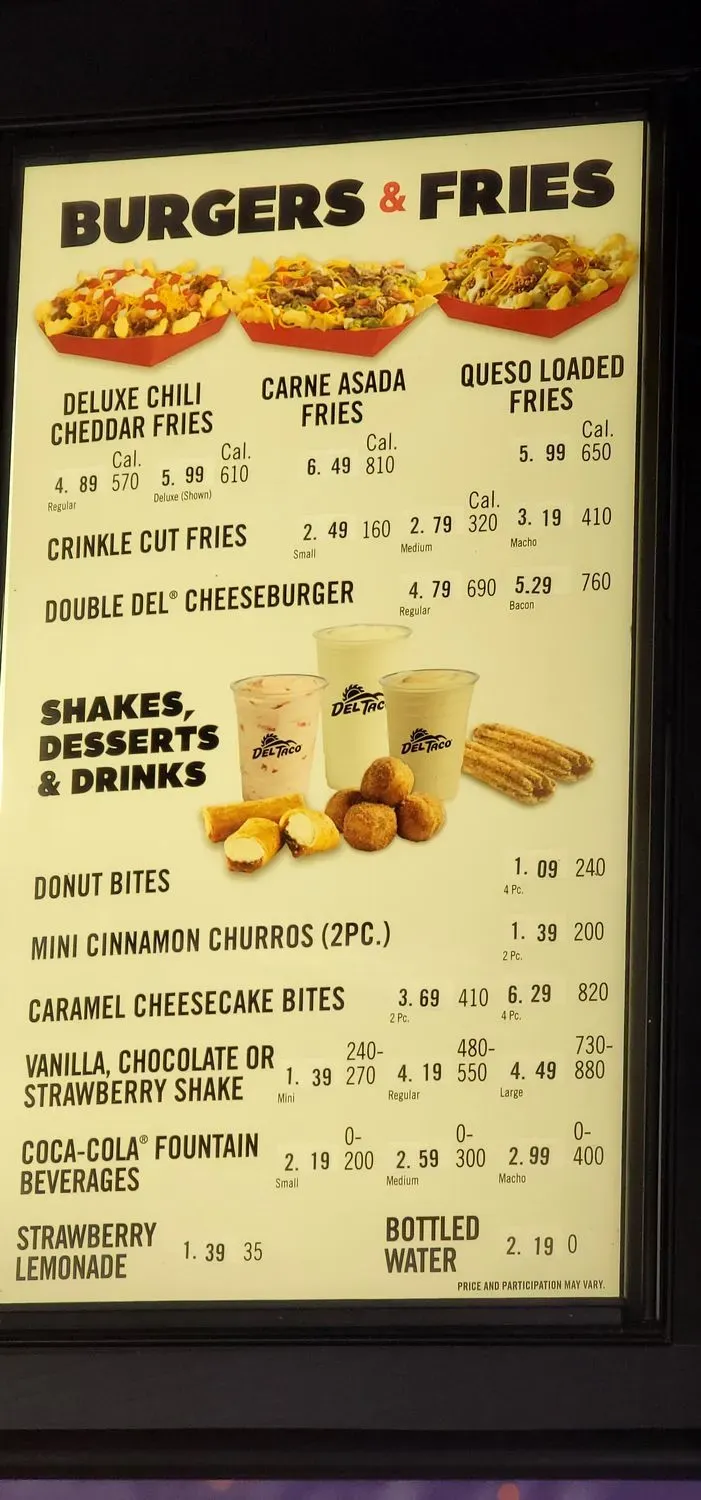 BURGERS & FRIES
DELUXE CHILI
CHEDDAR FRIES
Cal. Cal.
4. 89 570 5. 99 610
Regular Deluxe (Shown)
CARNE ASADA
FRIES
Cal.
6. 49 810
QUESO LOADED
FRIES
Cal.
5. 99 650
Cal.
CRINKLE CUT FRIES 2. 49 160 2. 79 320 3. 19 410
Small Medium Macho
DOUBLE DEL® CHEESEBURGER 4. 79 690 5.29 760
Regular Bacon
SHAKES,
DESSERTS
& DRINKS
DEL TACO
DEL TAC
DEL TACO
DONUT BITES 1. 09 240
4 Pc.
MINI CINNAMON CHURROS (2PC.) 1. 39 200
2 Pc.
CARAMEL CHEESECAKE BITES 3. 69 410 6. 29 820
2 Pc. 4 Pc.
VANILLA, CHOCOLATE OR 240- 480- 730-
STRAWBERRY SHAKE 1. 39 270 4. 19 550 4. 49 880
Mini Regular Large
COCA-COLA® FOUNTAIN 0- 0- 0-
BEVERAGES 2. 19 200 2. 59 300 2. 99 400
Small Medium Macho
STRAWBERRY
LEMONADE 1. 39 35
BOTTLED
WATER 2. 19 0
PRICE AND PARTICIPATION MAY VARY.